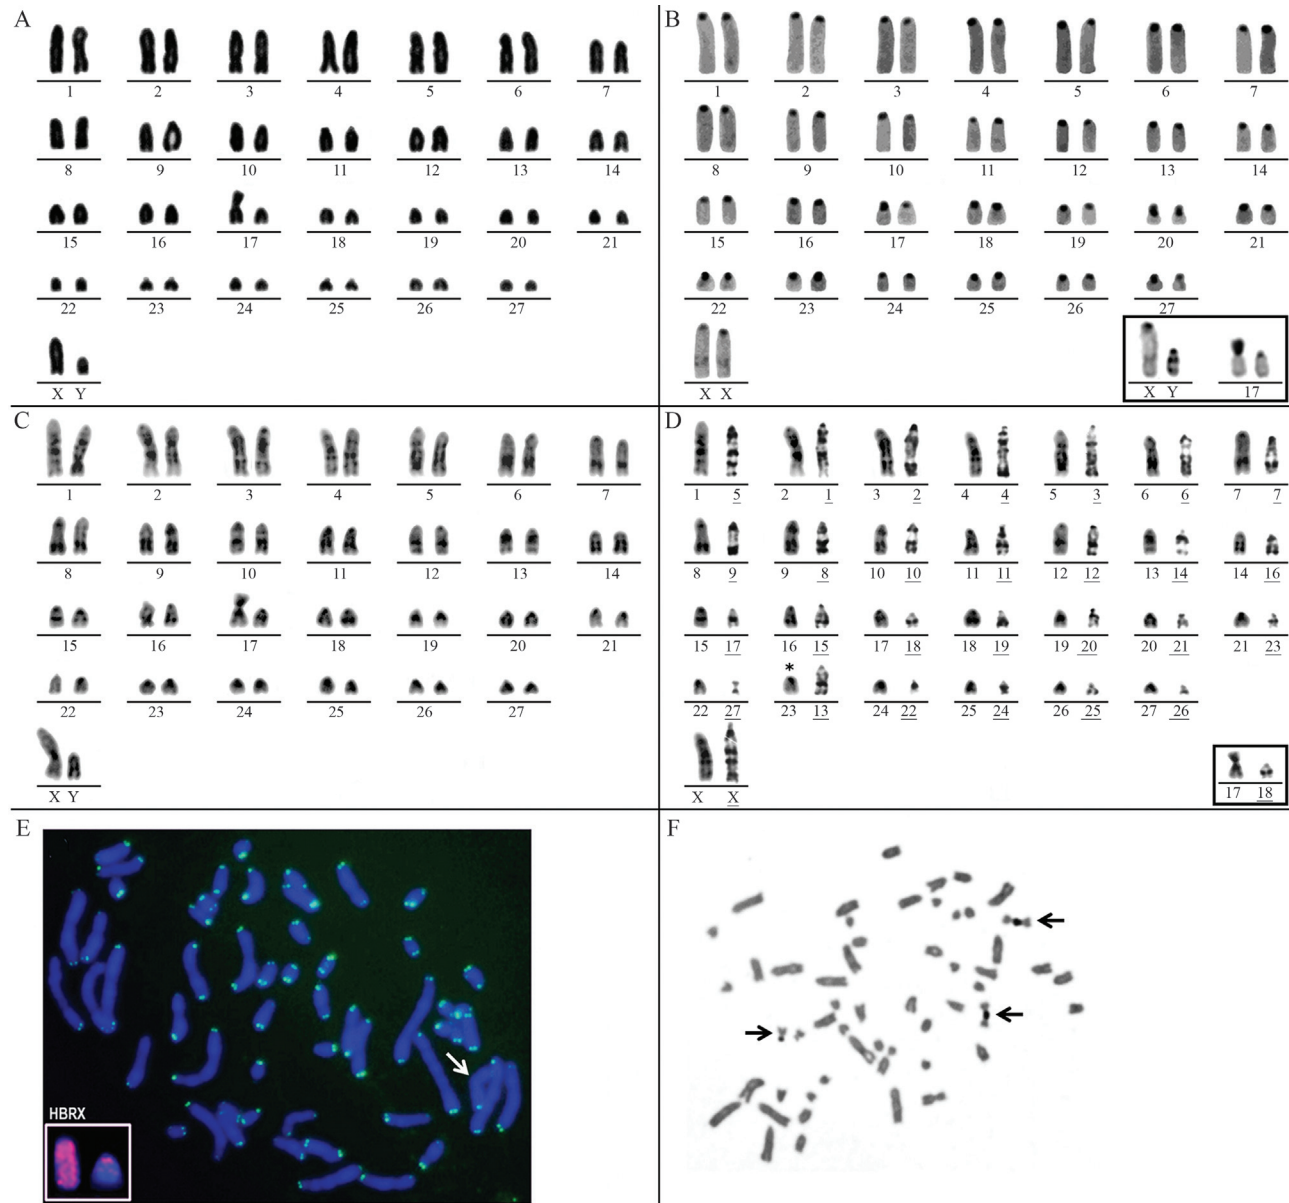 A
1 2 3 4 5 6 7
8 9 10 11 12 13 14
15 16 17 18 19 20 21
22 23 24 25 26 27
X Y
B
1 2 3 4 5 6 7
8 9 10 11 12 13 14
15 16 17 18 19 20 21
22 23 24 25 26 27
X X
X Y 17
C
1 2 3 4 5 6 7
8 9 10 11 12 13 14
15 16 17 18 19 20 21
22 23 24 25 26 27
X Y
D
1 5 2 1 3 2 4 4 5 3 6 6 7 7
8 9 9 8 10 10 11 11 12 12 13 14 14 16
15 17 16 15 17 18 18 19 19 20 20 21 21 23
*
22 27 23 13 24 22 25 24 26 25 27 26
X X
17 18
E
HBRX
F